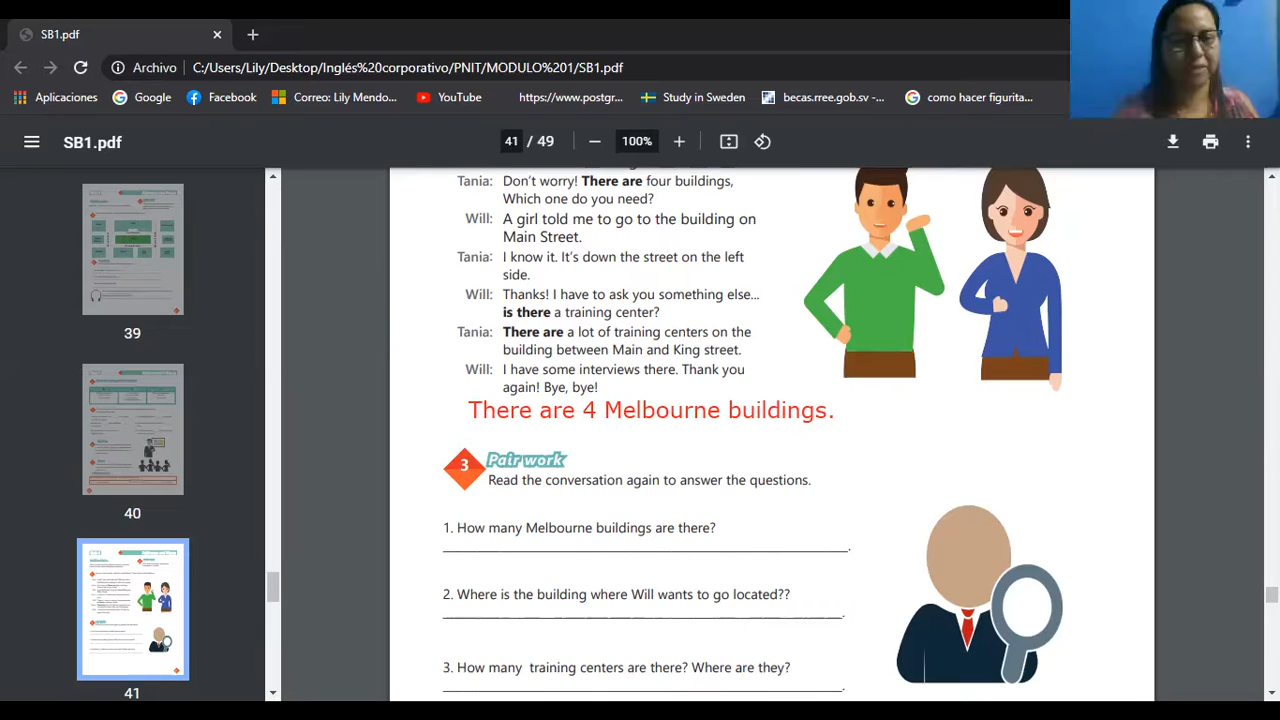 SB1.pdf
Archivo C:/Users/Lily/Desktop/Inglés%20corporativo/PNIT/MODULO%201/SB1.pdf
Aplicaciones Google Facebook Correo: Lily Mendo... YouTube https://www.postgr... Study in Sweden becas.ree.gob.sv -... como hacer figurita...
SB1.pdf 41 / 49 100%
Tania: Don't worry! There are four buildings,
Which one do you need?
Will: A girl told me to go to the building on
Main Street.
Tania: I know it. It's down the street on the left
side.
Will: Thanks! I have to ask you something else...
is there a training center?
Tania: There are a lot of training centers on the
building between Main and King street.
Will: I have some interviews there. Thank you
again! Bye, bye!
There are 4 Melbourne buildings.
3 Pair work
Read the conversation again to answer the questions.
1. How many Melbourne buildings are there?
2. Where is the building where Will wants to go located??
3. How many training centers are there? Where are they?
39
40
41